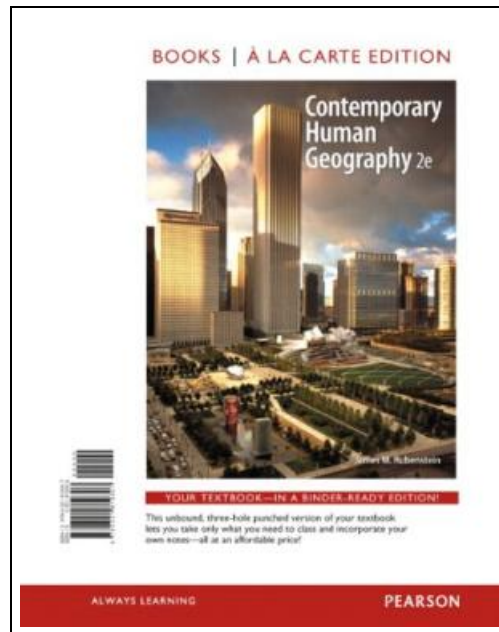 BOOKS | À LA CARTE EDITION
Contemporary
Human
Geography 2e
James M. Rubenstein
YOUR TEXTBOOK—IN A BINDER-READY EDITION!
This unbound, three-hole punched version of your textbook
lets you take only what you need to class and incorporate your
own notes—all at an affordable price!
ALWAYS LEARNING
PEARSON